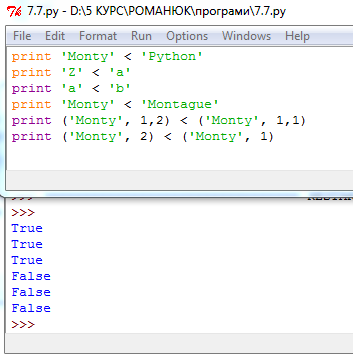 7.7.py - D:\5 КУРС\РОМАНЮК\програми\7.7.py
File Edit Format Run Options Windows Help
print 'Monty' < 'Python'
print 'Z' < 'a'
print 'a' < 'b'
print 'Monty' < 'Montague'
print ('Monty', 1,2) < ('Monty', 1,1)
print ('Monty', 2) < ('Monty', 1)
>>>
>>>
True
True
True
False
False
False
>>>